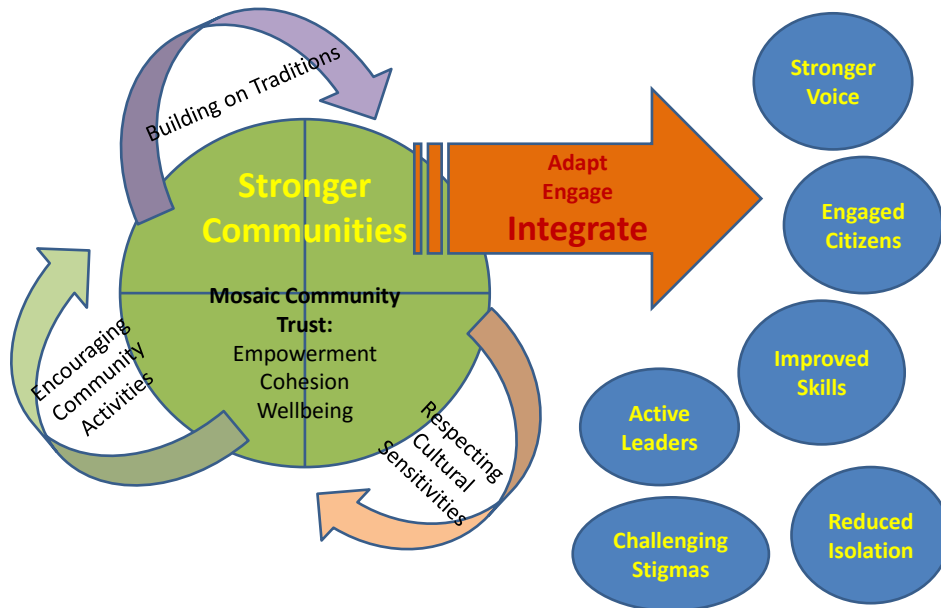 Building on Traditions
Stronger
Communities
Mosaic Community
Trust:
Empowerment
Cohesion
Wellbeing
Encouraging
Community
Activities
Respecting
Cultural
Sensitivities
Adapt
Engage
Integrate
Stronger
Voice
Engaged
Citizens
Improved
Skills
Active
Leaders
Challenging
Stigmas
Reduced
Isolation